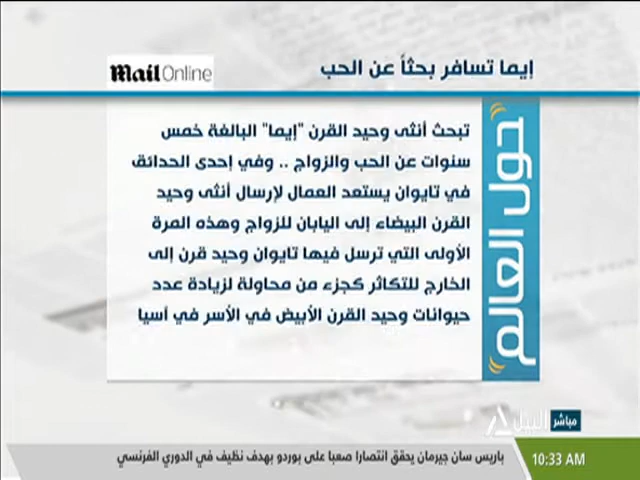 إيما تسافر بحثاً عن الحب
Mail Online
تبحث أنثى وحيد القرن "إيما" البالغة خمس
سنوات عن الحب والزواج .. وفي إحدى الحدائق
في تايوان يستعد العمال لإرسال أنثى وحيد
القرن البيضاء إلى اليابان للزواج وهذه المرة
الأولى التي ترسل فيها تايوان وحيد قرن إلى
الخارج للتكاثر كجزء من محاولة لزيادة عدد
حيوانات وحيد القرن الأبيض في الأسر في أسيا
حول العالم
مباشر النيل
باريس سان جيرمان يحقق انتصارا صعبا على بوردو بهدف نظيف في الدوري الفرنسي
10:33 AM